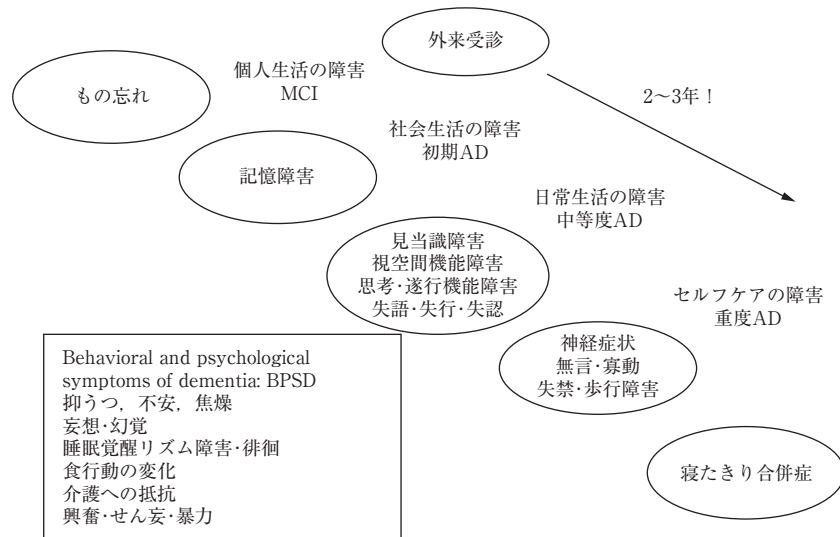 外来受診
もの忘れ
個人生活の障害
MCI
2〜3年！
社会生活の障害
初期AD
記憶障害
日常生活の障害
中等度AD
見当識障害
視空間機能障害
思考・遂行機能障害
失語・失行・失認
セルフケアの障害
重度AD
神経症状
無言・寡動
失禁・歩行障害
寝たきり合併症
Behavioral and psychological
symptoms of dementia: BPSD
抑うつ，不安，焦燥
妄想・幻覚
睡眠覚醒リズム障害・徘徊
食行動の変化
介護への抵抗
興奮・せん妄・暴力